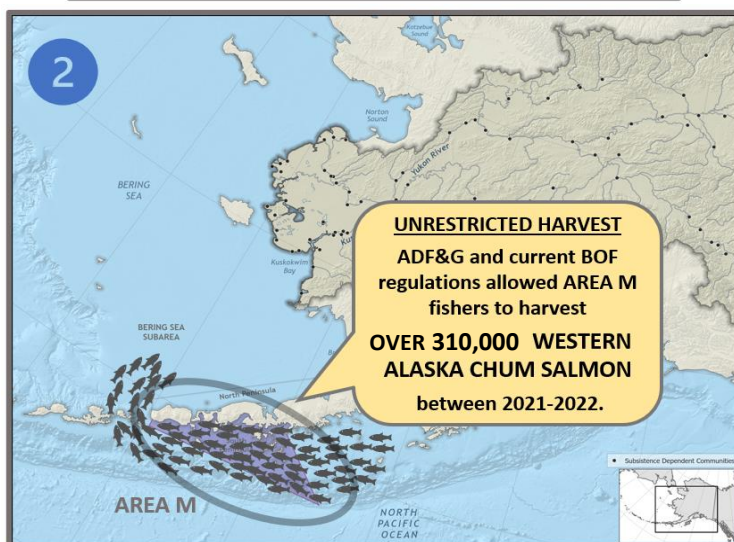 2
Kotzebue
Sound
Norton
Sound
BERING
SEA
Yukon River
UNRESTRICTED HARVEST
ADF&G and current BOF
regulations allowed AREA M
fishers to harvest
OVER 310,000 WESTERN
ALASKA CHUM SALMON
between 2021-2022.
Kus
Kuskokwim
Bay
BERING SEA
SUBAREA
North Peninsula
AREA M
NORTH
PACIFIC
OCEAN
Subsistence Dependent Communities